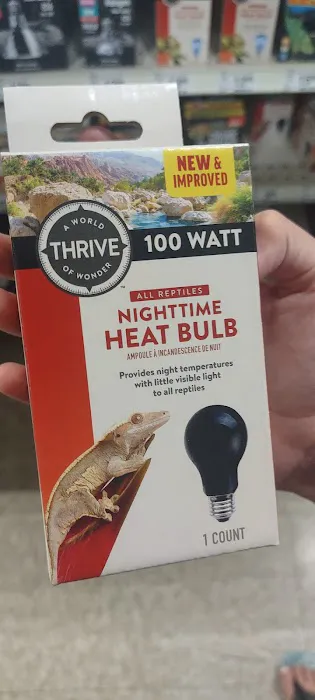 NEW &
IMPROVED
A WORLD
THRIVE
OF WONDER
™
100 WATT
ALL REPTILES
NIGHTTIME
HEAT BULB
AMPOULE À INCANDESCENCE DE NUIT
Provides night temperatures
with little visible light
to all reptiles
1 COUNT